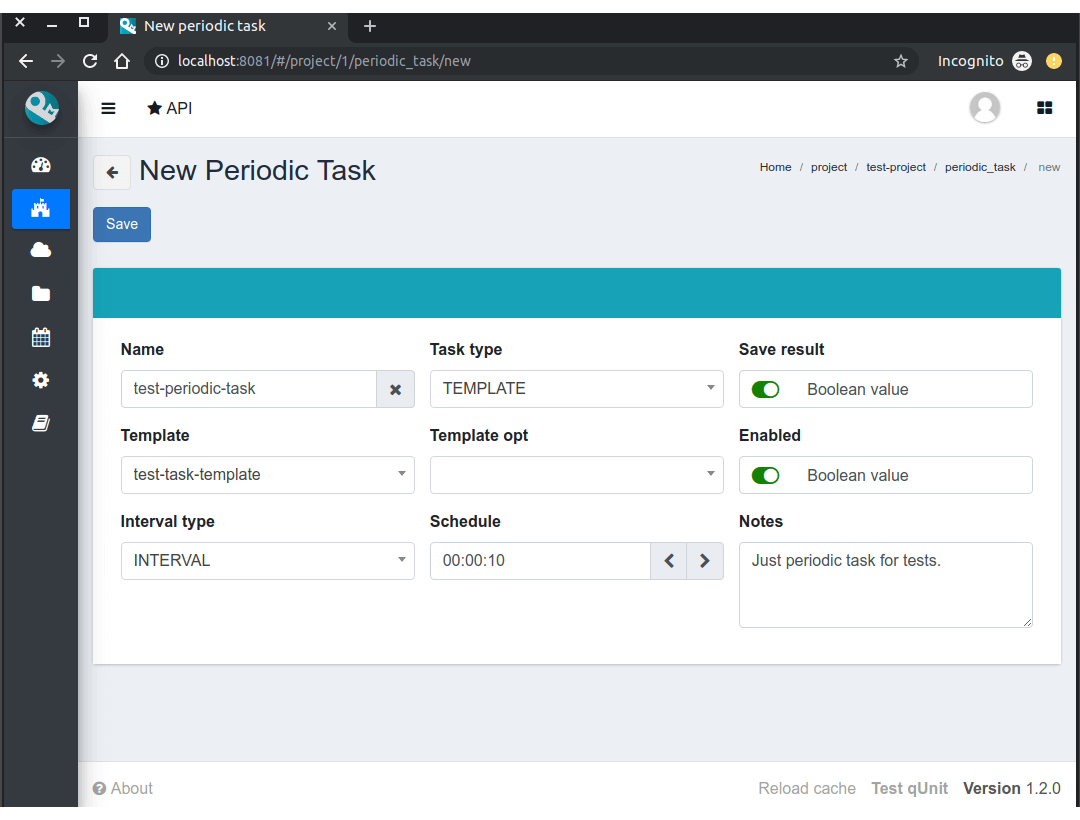 New periodic task
localhost:8081/#/project/1/periodic_task/new
Incognito
API
New Periodic Task
Home / project / test-project / periodic_task / new
Save
Name
Task type
Save result
test-periodic-task
TEMPLATE
Boolean value
Template
Template opt
Enabled
test-task-template
Boolean value
Interval type
Schedule
Notes
INTERVAL
00:00:10
Just periodic task for tests.
About
Reload cache
Test qUnit
Version 1.2.0